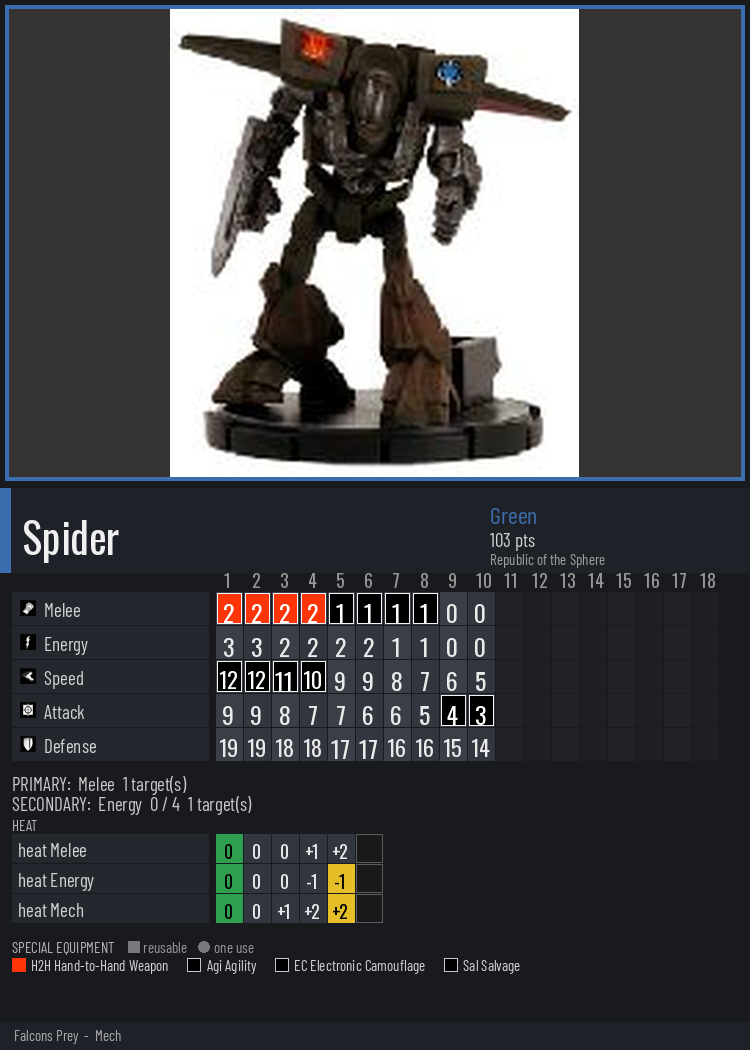 Spider
Green
103 pts
Republic of the Sphere
1 2 3 4 5 6 7 8 9 10 11 12 13 14 15 16 17 18
Melee 2 2 2 2 1 1 1 1 0 0
Energy 3 3 2 2 2 2 1 1 0 0
Speed 12 12 11 10 9 9 8 7 6 5
Attack 9 9 8 7 7 6 6 5 4 3
Defense 19 19 18 18 17 17 16 16 15 14
PRIMARY: Melee 1 target(s)
SECONDARY: Energy 0 / 4 1 target(s)
HEAT
heat Melee 0 0 0 +1 +2
heat Energy 0 0 0 -1 -1
heat Mech 0 0 +1 +2 +2
SPECIAL EQUIPMENT reusable one use
H2H Hand-to-Hand Weapon Agi Agility EC Electronic Camouflage Sal Salvage
Falcons Prey - Mech